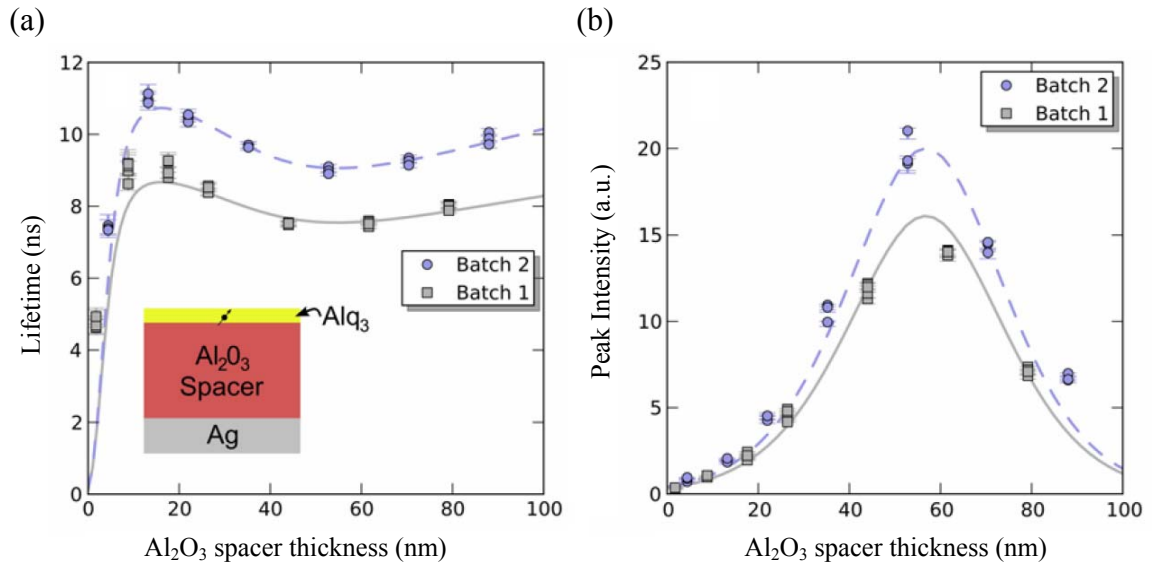 (a)
(b)
12
10
8
6
4
2
0
0 20 40 60 80 100
Lifetime (ns)
Al₂O₃ spacer thickness (nm)
Batch 2
Batch 1
Alq₃
Al₂0₃
Spacer
Ag
25
20
15
10
5
0
0 20 40 60 80 100
Peak Intensity (a.u.)
Al₂O₃ spacer thickness (nm)
Batch 2
Batch 1